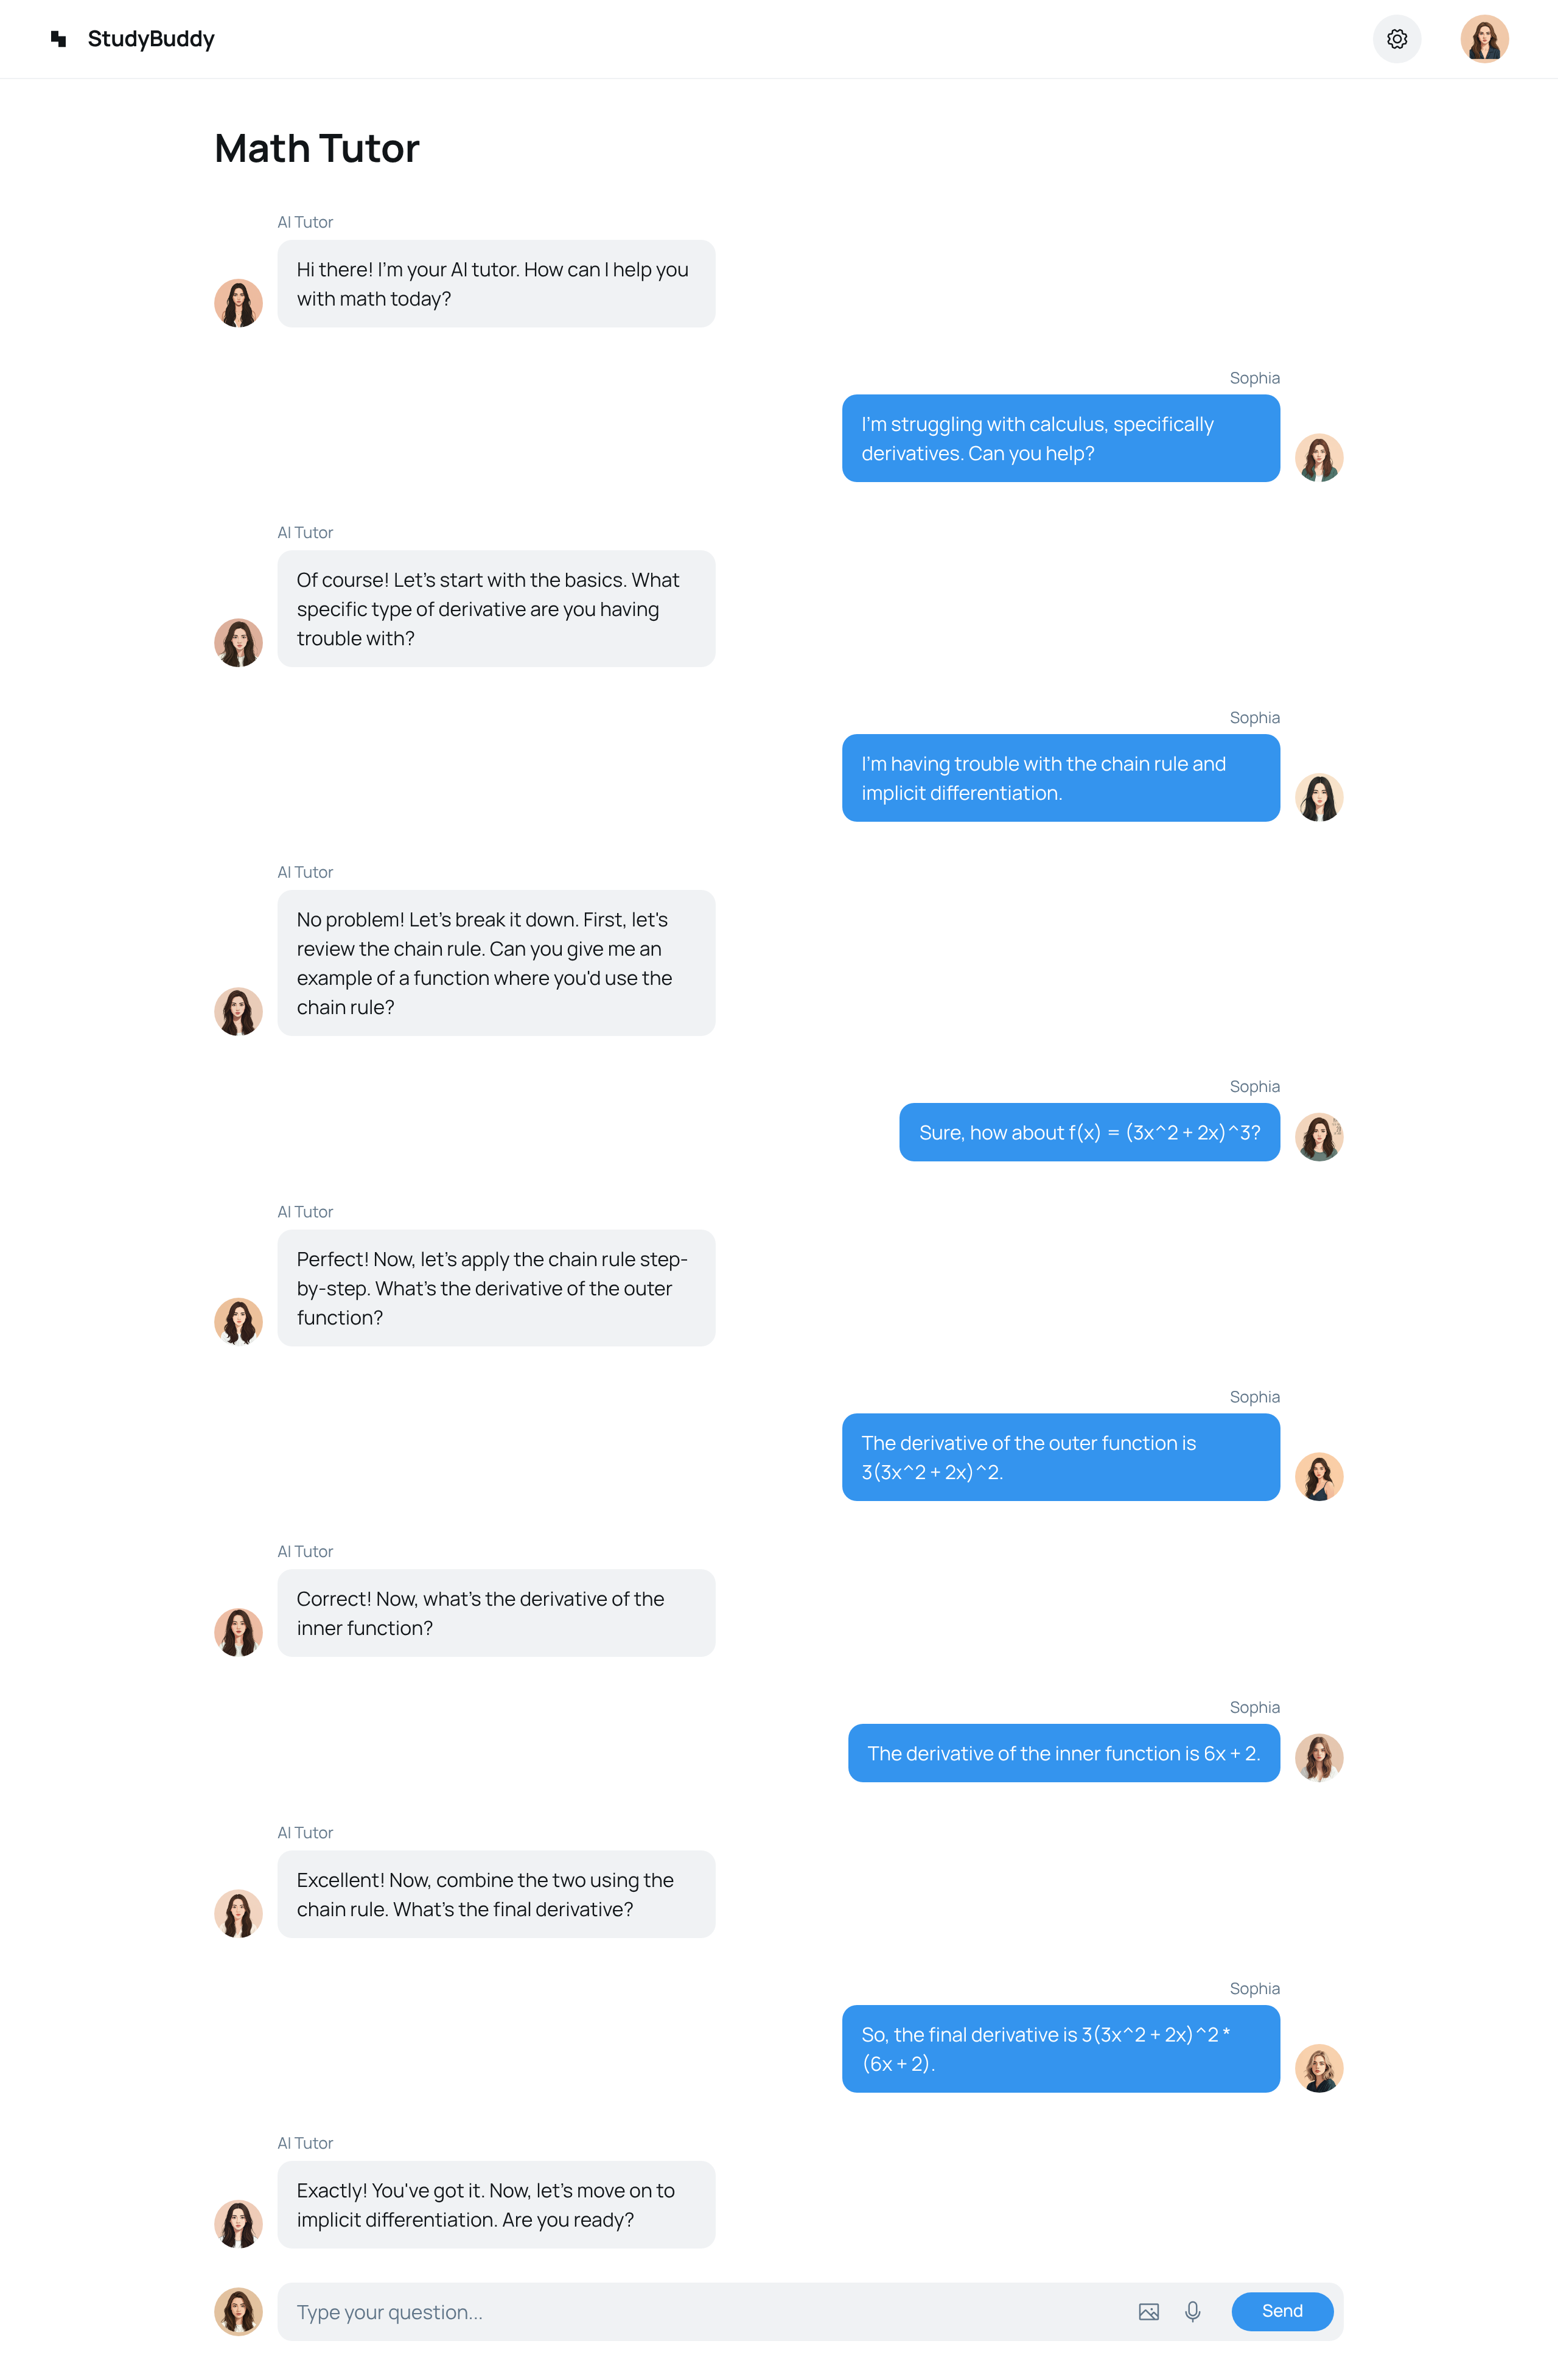 StudyBuddy
Math Tutor
AI Tutor
Hi there! I'm your AI tutor. How can I help you
with math today?
Sophia
I'm struggling with calculus, specifically
derivatives. Can you help?
AI Tutor
Of course! Let's start with the basics. What
specific type of derivative are you having
trouble with?
Sophia
I'm having trouble with the chain rule and
implicit differentiation.
AI Tutor
No problem! Let's break it down. First, let's
review the chain rule. Can you give me an
example of a function where you'd use the
chain rule?
Sophia
Sure, how about f(x) = (3x^2 + 2x)^3?
AI Tutor
Perfect! Now, let's apply the chain rule step-
by-step. What's the derivative of the outer
function?
Sophia
The derivative of the outer function is
3(3x^2 + 2x)^2.
AI Tutor
Correct! Now, what's the derivative of the
inner function?
Sophia
The derivative of the inner function is 6x + 2.
AI Tutor
Excellent! Now, combine the two using the
chain rule. What's the final derivative?
Sophia
So, the final derivative is 3(3x^2 + 2x)^2 *
(6x + 2).
AI Tutor
Exactly! You've got it. Now, let's move on to
implicit differentiation. Are you ready?
Type your question...
Send